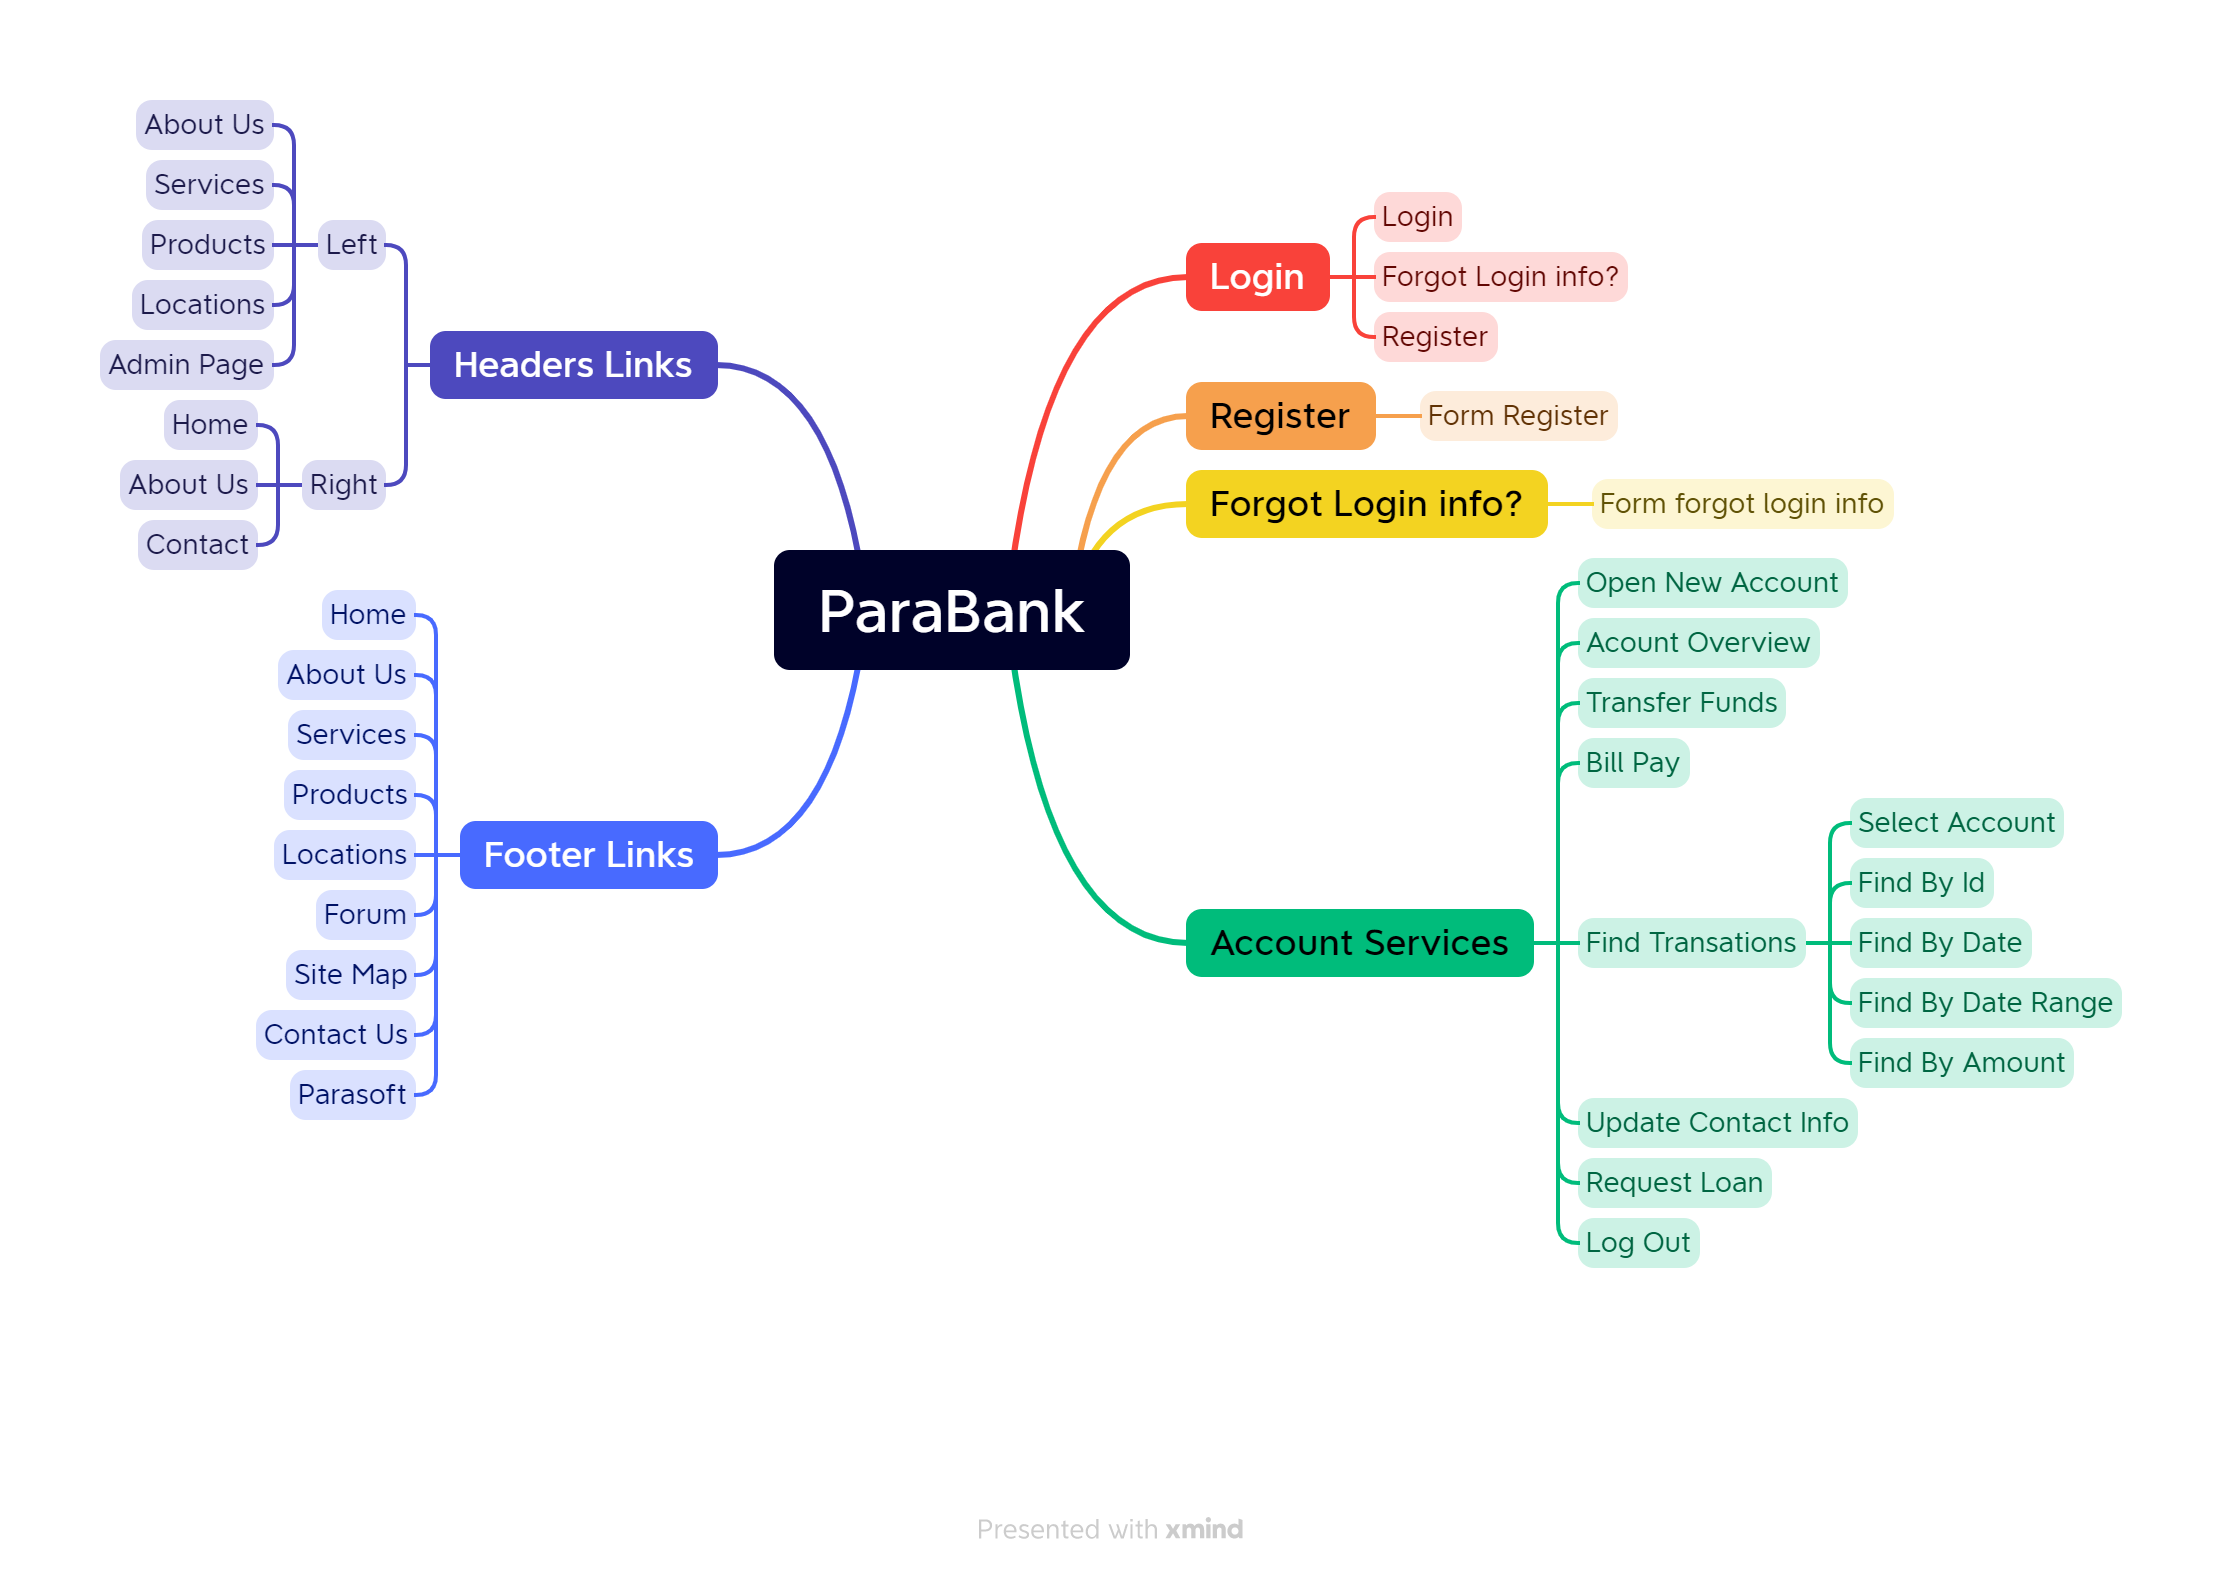 ParaBank
Login
Login
Forgot Login info?
Register
Register
Form Register
Forgot Login info?
Form forgot login info
Account Services
Open New Account
Acount Overview
Transfer Funds
Bill Pay
Find Transations
Select Account
Find By Id
Find By Date
Find By Date Range
Find By Amount
Update Contact Info
Request Loan
Log Out
Headers Links
Left
About Us
Services
Products
Locations
Admin Page
Right
Home
About Us
Contact
Footer Links
Home
About Us
Services
Products
Locations
Forum
Site Map
Contact Us
Parasoft
Presented with xmind